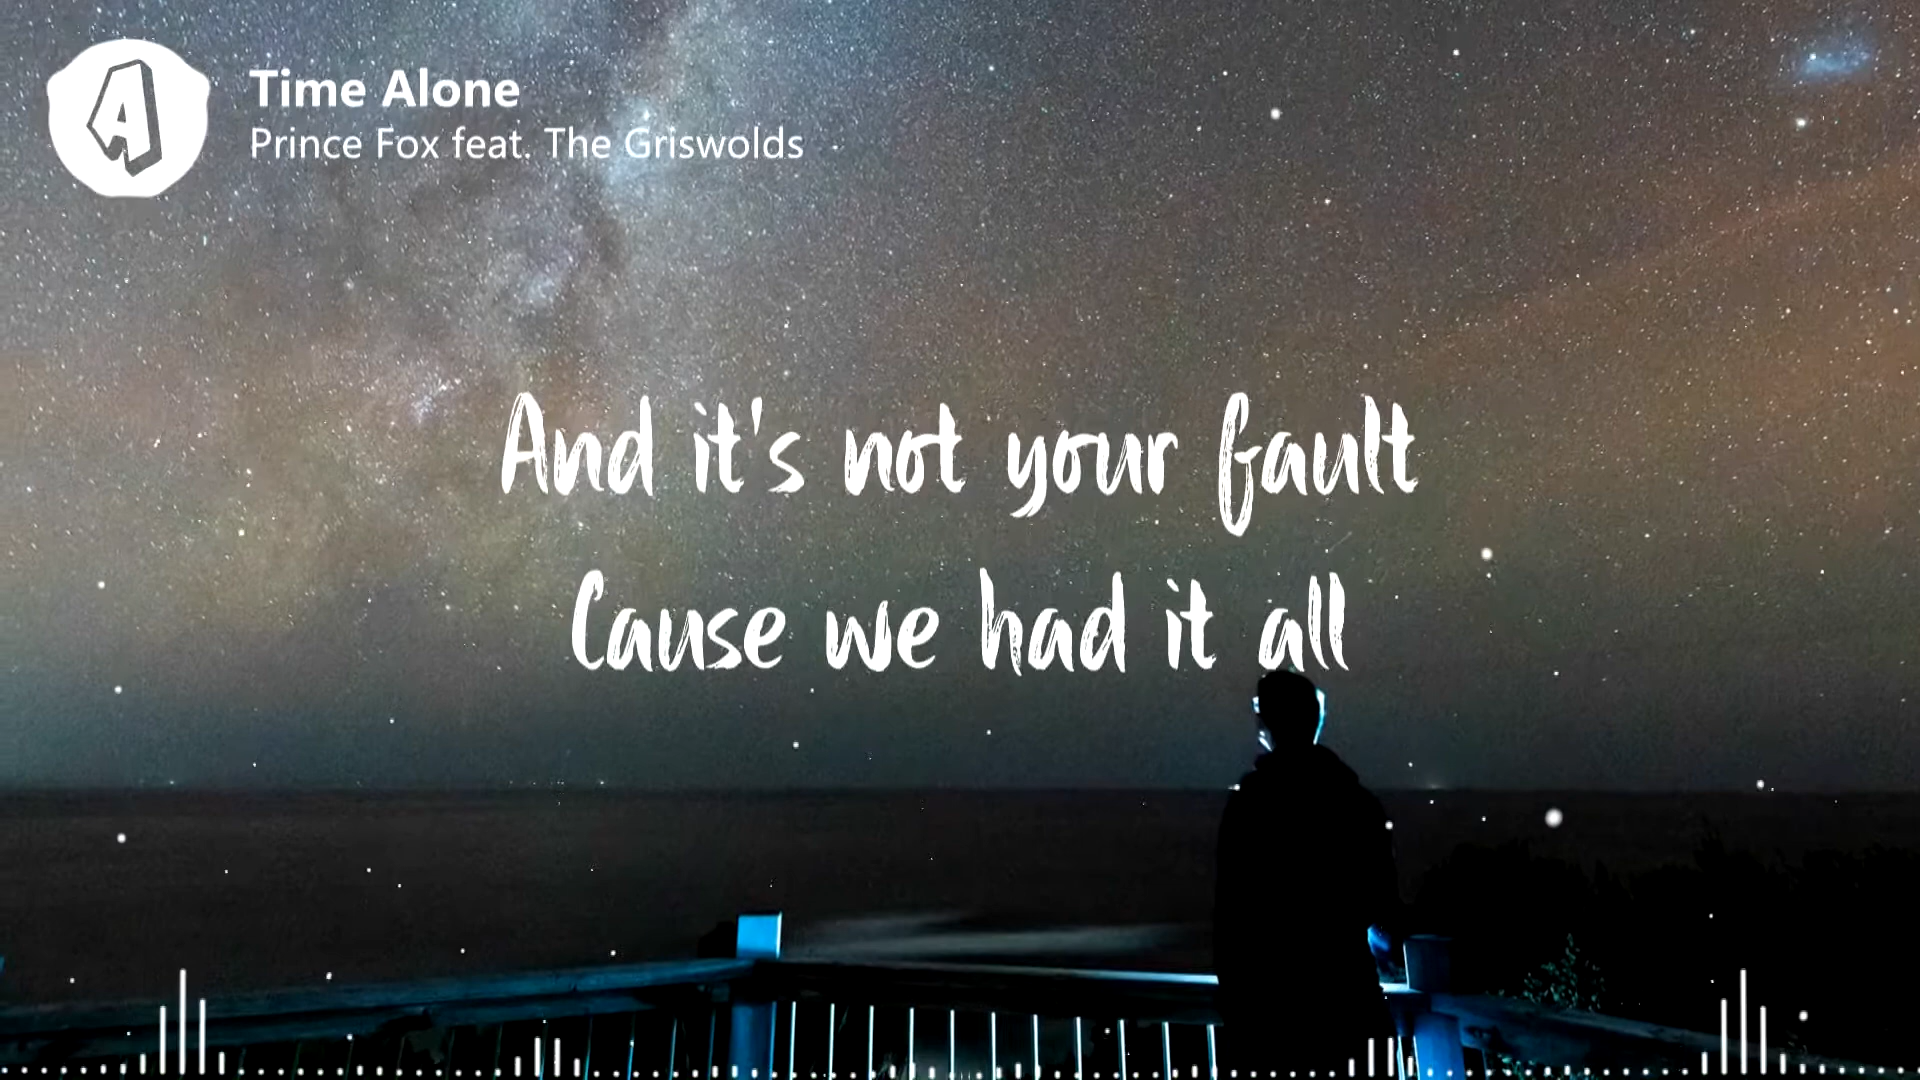 A
Time Alone
Prince Fox feat. The Griswolds
And it's not your fault
Cause we had it all